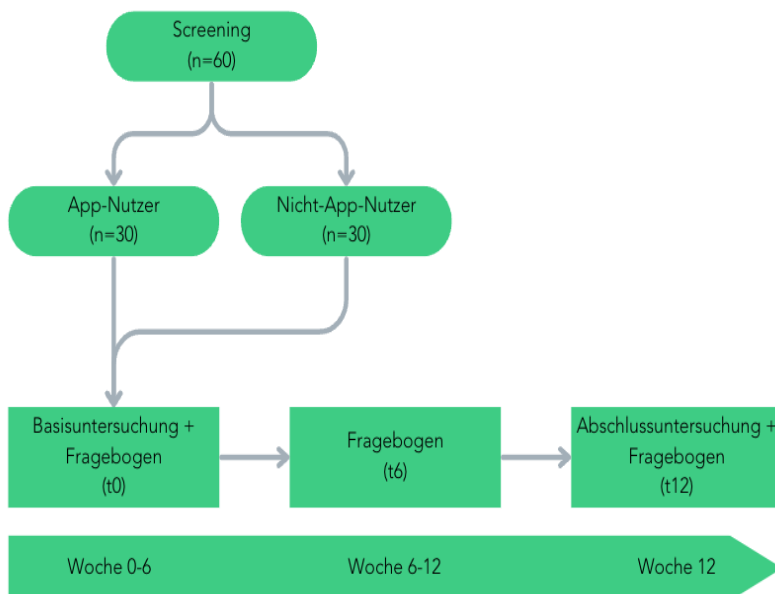 Screening
(n=60)
App-Nutzer
(n=30)
Nicht-App-Nutzer
(n=30)
Basisuntersuchung +
Fragebogen
(t0)
Fragebogen
(t6)
Abschlussuntersuchung +
Fragebogen
(t12)
Woche 0-6
Woche 6-12
Woche 12